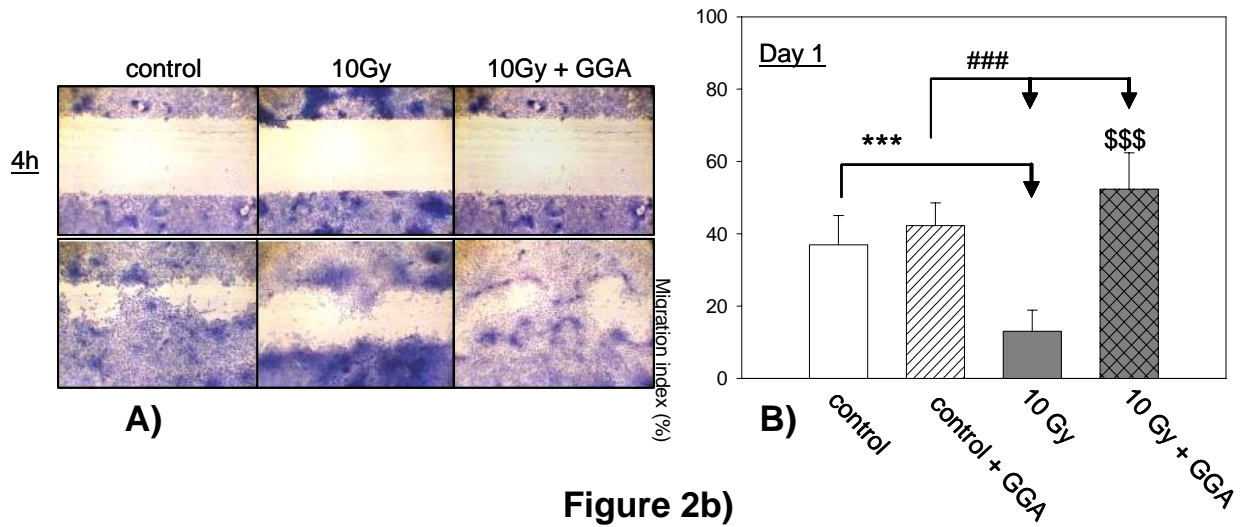 control 10Gy 10Gy + GGA
4h
A)
Migration index (%)
100
80
60
40
20
0
Day 1
###
***
$$$
control
control + GGA
10 Gy
10 Gy + GGA
B)
Figure 2b)